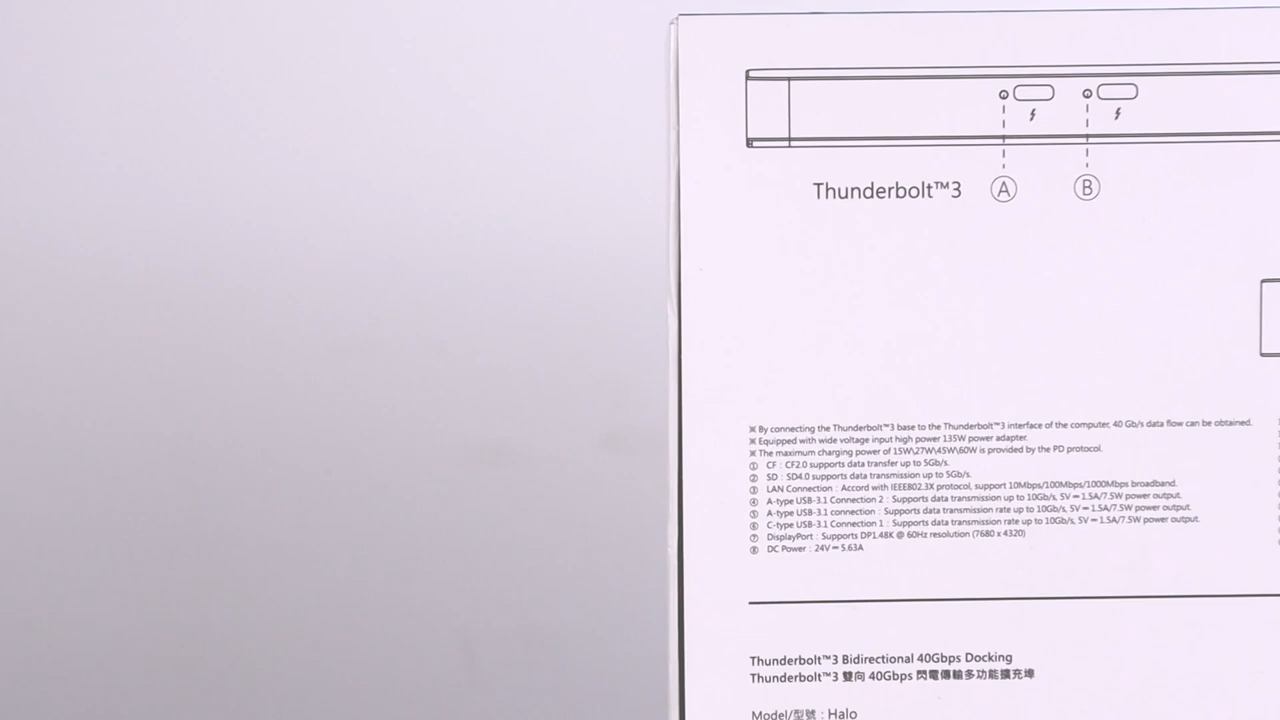 Thunderbolt™3 Ⓐ Ⓑ
※ By connecting the Thunderbolt™3 base to the Thunderbolt™3 interface of the computer, 40 Gb/s data flow can be obtained.
※ Equipped with wide voltage input high power 135W power adapter.
※ The maximum charging power of 15W\27W\45W\60W is provided by the PD protocol.
① CF : CF2.0 supports data transfer up to 5Gb/s.
② SD : SD4.0 supports data transmission up to 5Gb/s.
③ LAN Connection : Accord with IEEE802.3X protocol, support 10Mbps/100Mbps/1000Mbps broadband.
④ A-type USB-3.1 Connection 2 : Supports data transmission up to 10Gb/s, 5V⎓1.5A/7.5W power output.
⑤ A-type USB-3.1 connection : Supports data transmission rate up to 10Gb/s, 5V⎓1.5A/7.5W power output.
⑥ C-type USB-3.1 Connection 1 : Supports data transmission rate up to 10Gb/s, 5V⎓1.5A/7.5W power output.
⑦ DisplayPort : Supports DP1.48K @ 60Hz resolution (7680 x 4320)
⑧ DC Power : 24V⎓5.63A
Thunderbolt™3 Bidirectional 40Gbps Docking
Thunderbolt™3 雙向 40Gbps 閃電傳輸多功能擴充埠
Model/型號 : Halo